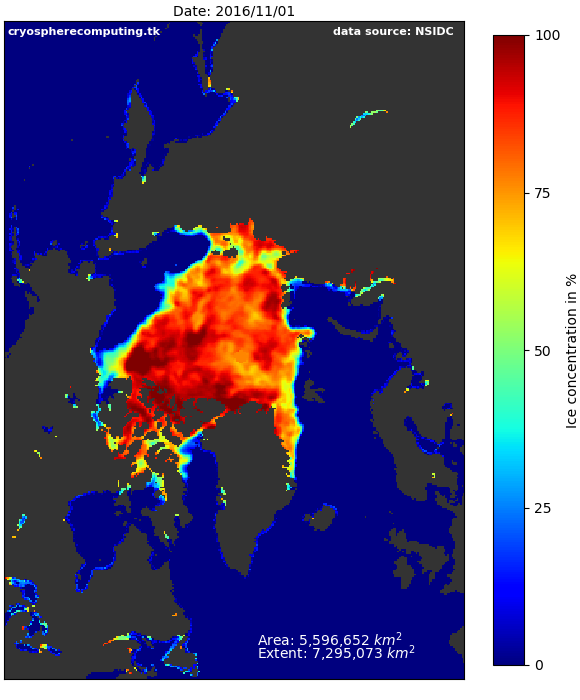 Date: 2016/11/01
cryospherecomputing.tk
data source: NSIDC
100
75
50
25
0
Ice concentration in %
Area: 5,596,652 km²
Extent: 7,295,073 km²